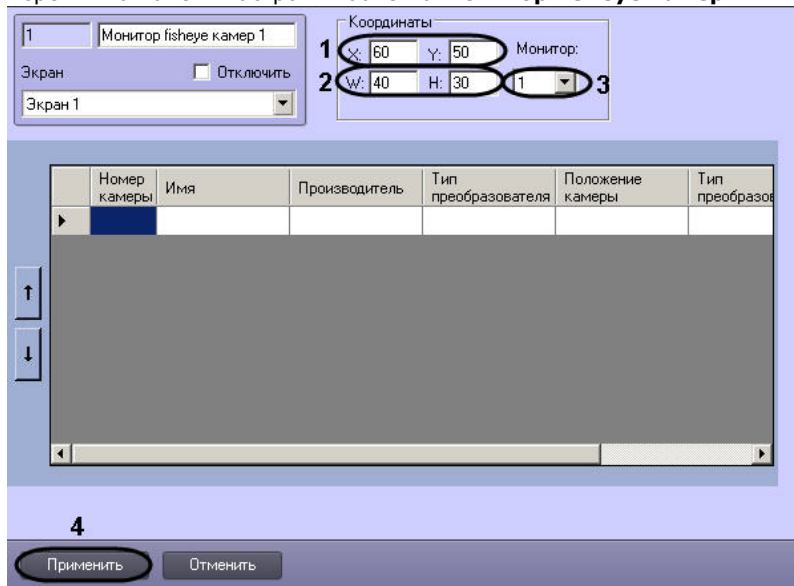 1 Монитор fisheye камер 1
Экран Отключить
Экран 1
Координаты
1 X: 60 Y: 50 Монитор:
2 W: 40 H: 30 1 3
Номер камеры Имя Производитель Тип преобразователя Положение камеры Тип преобразов
4
Применить Отменить